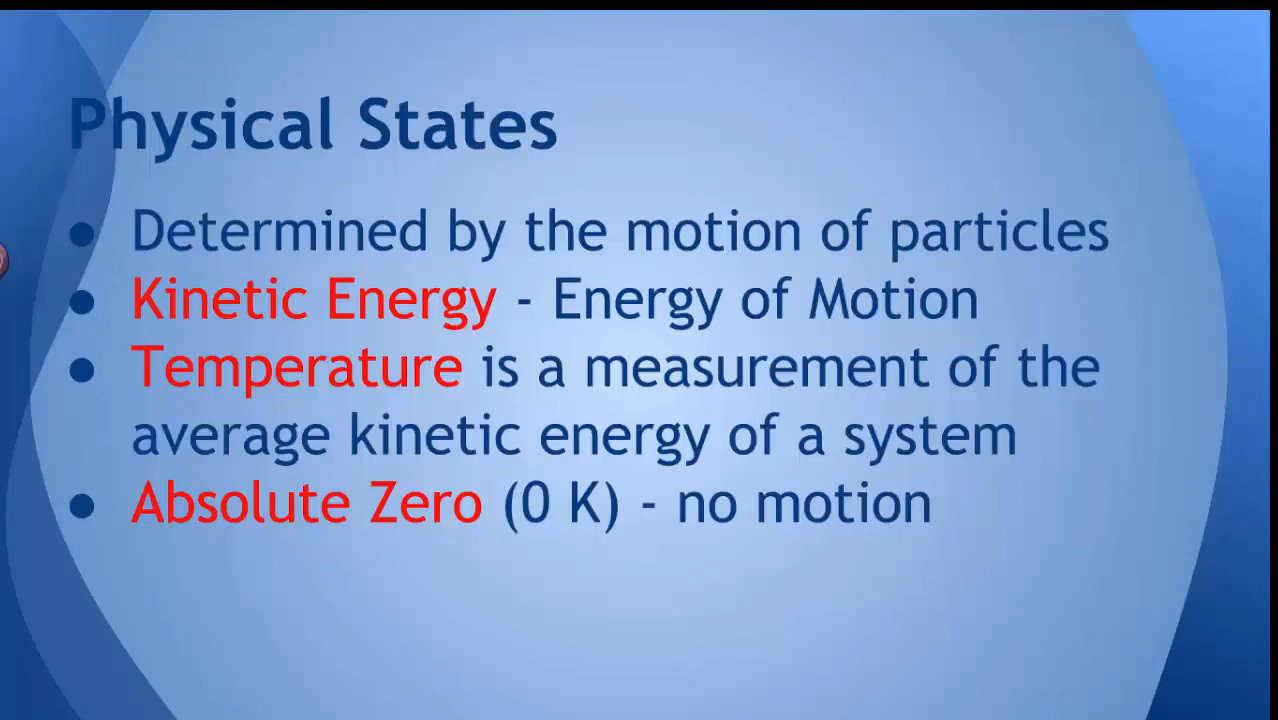 Physical States
● Determined by the motion of particles
● Kinetic Energy - Energy of Motion
● Temperature is a measurement of the
average kinetic energy of a system
● Absolute Zero (0 K) - no motion